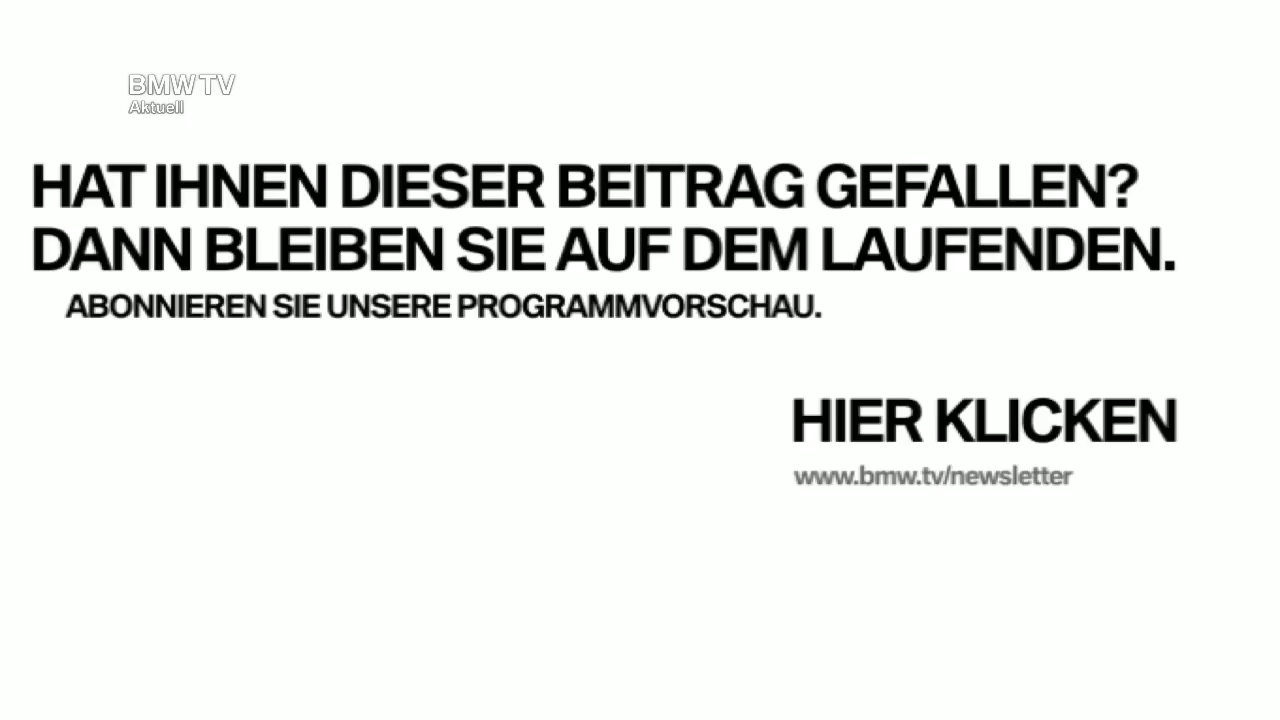 BMW TV
Aktuell
HAT IHNEN DIESER BEITRAG GEFALLEN?
DANN BLEIBEN SIE AUF DEM LAUFENDEN.
ABONNIEREN SIE UNSERE PROGRAMMVORSCHAU.
HIER KLICKEN
www.bmw.tv/newsletter